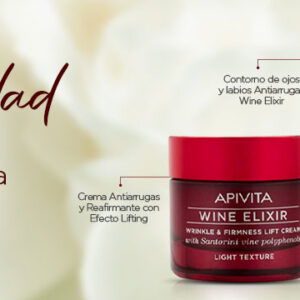 dad
a
Contorno de ojos
y labios Antiarrugas
Wine Elixir
Crema Antiarrugas
y Reafirmante con
Efecto Lifting
APIVITA
WINE ELIXIR
WRINKLE & FIRMNESS LIFT CREAM
with Santorini wine polyphenols
LIGHT TEXTURE